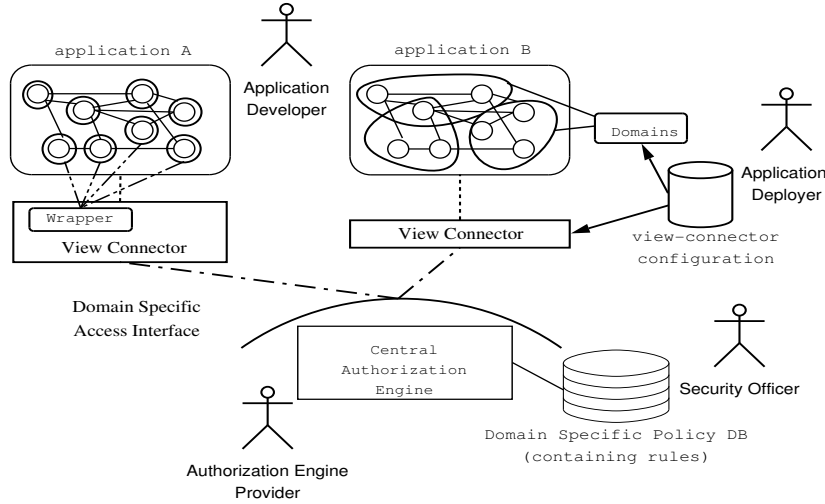 application A
application B
Application
Developer
Domains
Application
Deployer
Wrapper
View Connector
View Connector
view-connector
configuration
Domain Specific
Access Interface
Central
Authorization
Engine
Security Officer
Domain Specific Policy DB
(containing rules)
Authorization Engine
Provider